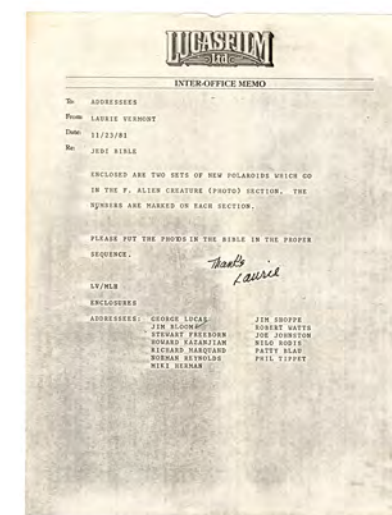 LUCASFILM
Ltd
INTER-OFFICE MEMO
To: ADDRESSEES
From: LAURIE VERMONT
Date: 11/23/81
Re: JEDI BIBLE
ENCLOSED ARE TWO SETS OF NEW POLAROIDS WHICH GO
IN THE F. ALIEN CREATURE (PHOTO) SECTION. THE
NUMBERS ARE MARKED ON EACH SECTION.
PLEASE PUT THE PHOTOS IN THE BIBLE IN THE PROPER
SEQUENCE.
Thanks
Laurie
LV/MLH
ENCLOSURES
ADDRESSEES: GEORGE LUCAS JIM SHOPPE
JIM BLOOM ROBERT WATTS
STEWART FREEBORN JOE JOHNSTON
HOWARD KAZANJIAM NILO RODIS
RICHARD MARQUAND PATTY BLAU
NORMAN REYNOLDS PHIL TIPPET
MIKI HERMAN